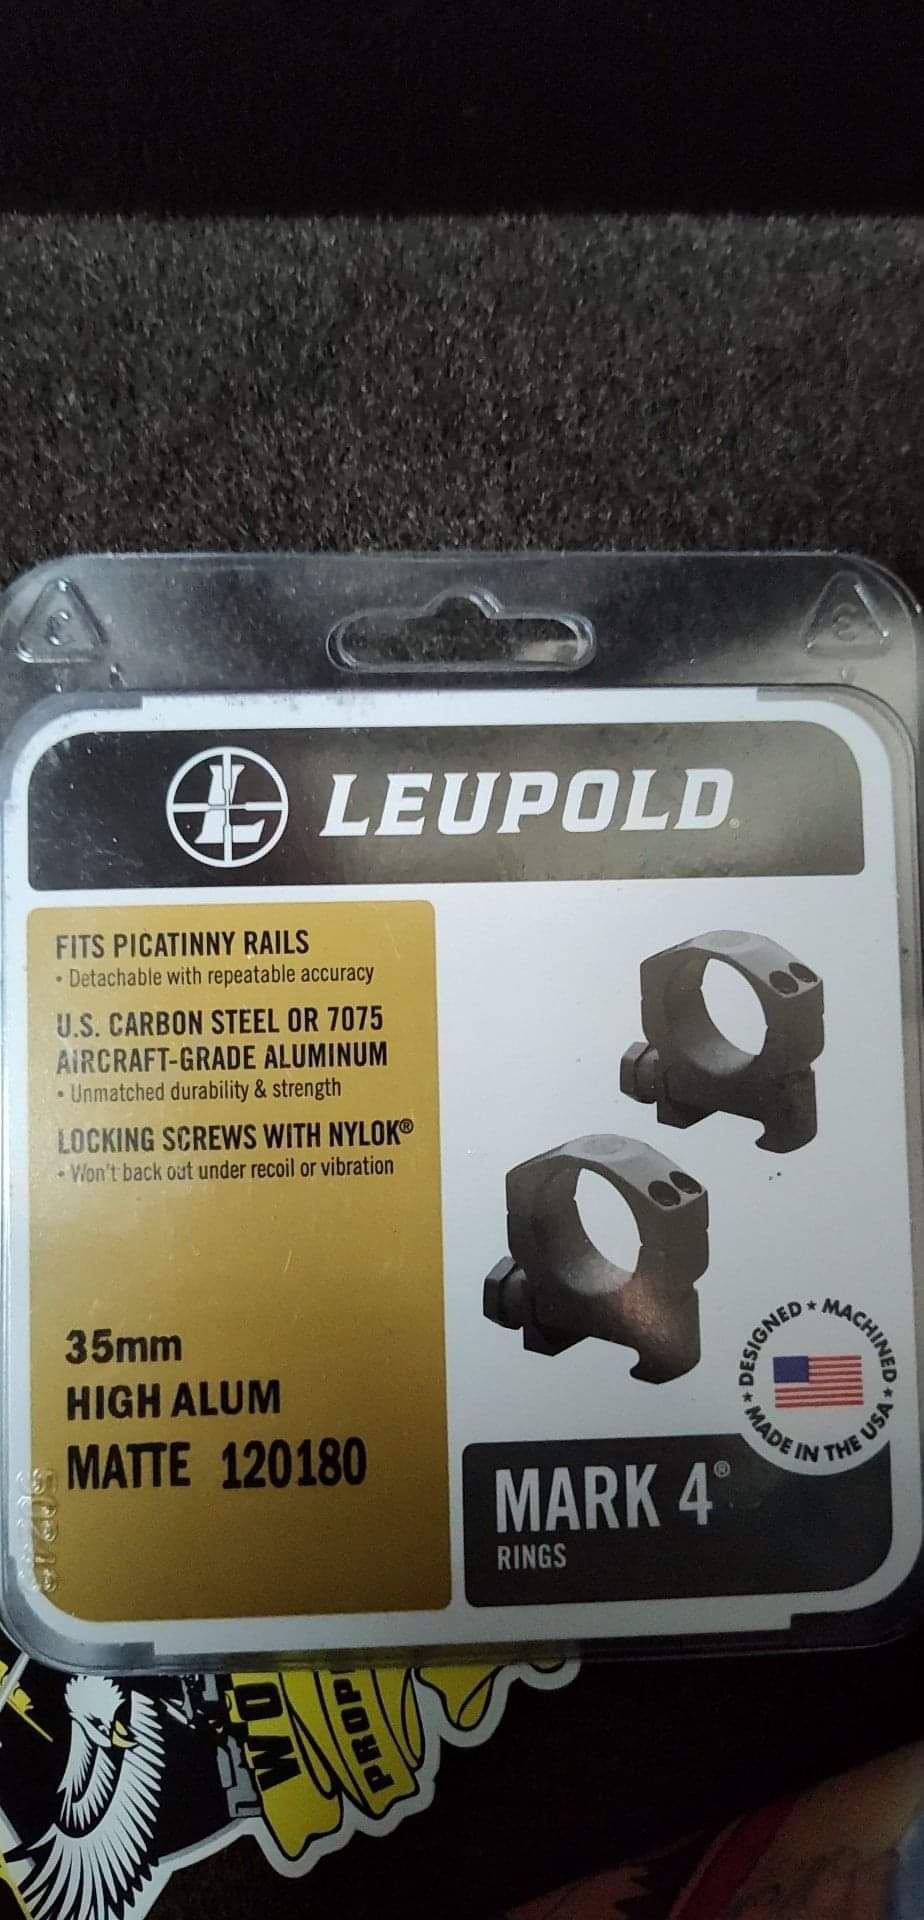 LEUPOLD
FITS PICATINNY RAILS
• Detachable with repeatable accuracy
U.S. CARBON STEEL OR 7075
AIRCRAFT-GRADE ALUMINUM
• Unmatched durability & strength
LOCKING SCREWS WITH NYLOK®
• Won't back out under recoil or vibration
35mm
HIGH ALUM
MATTE 120180
★ DESIGNED ★ MACHINED ★ MADE IN THE USA
MARK 4®
RINGS
WO
PROP